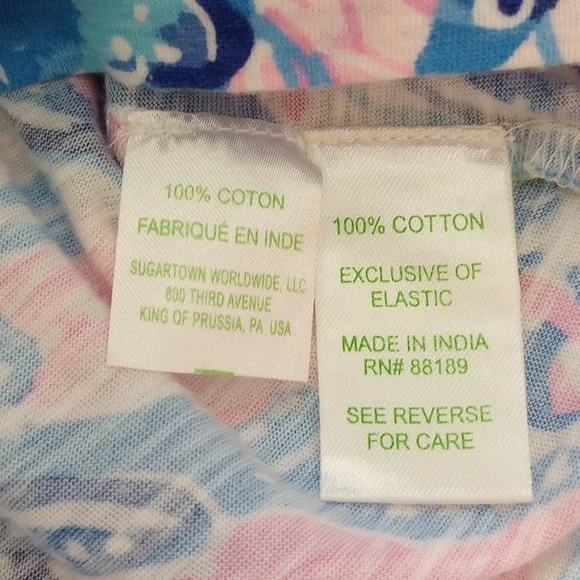 100% COTON
FABRIQUÉ EN INDE
SUGARTOWN WORLDWIDE, LLC
800 THIRD AVENUE
KING OF PRUSSIA, PA USA
100% COTTON
EXCLUSIVE OF
ELASTIC
MADE IN INDIA
RN# 88189
SEE REVERSE
FOR CARE